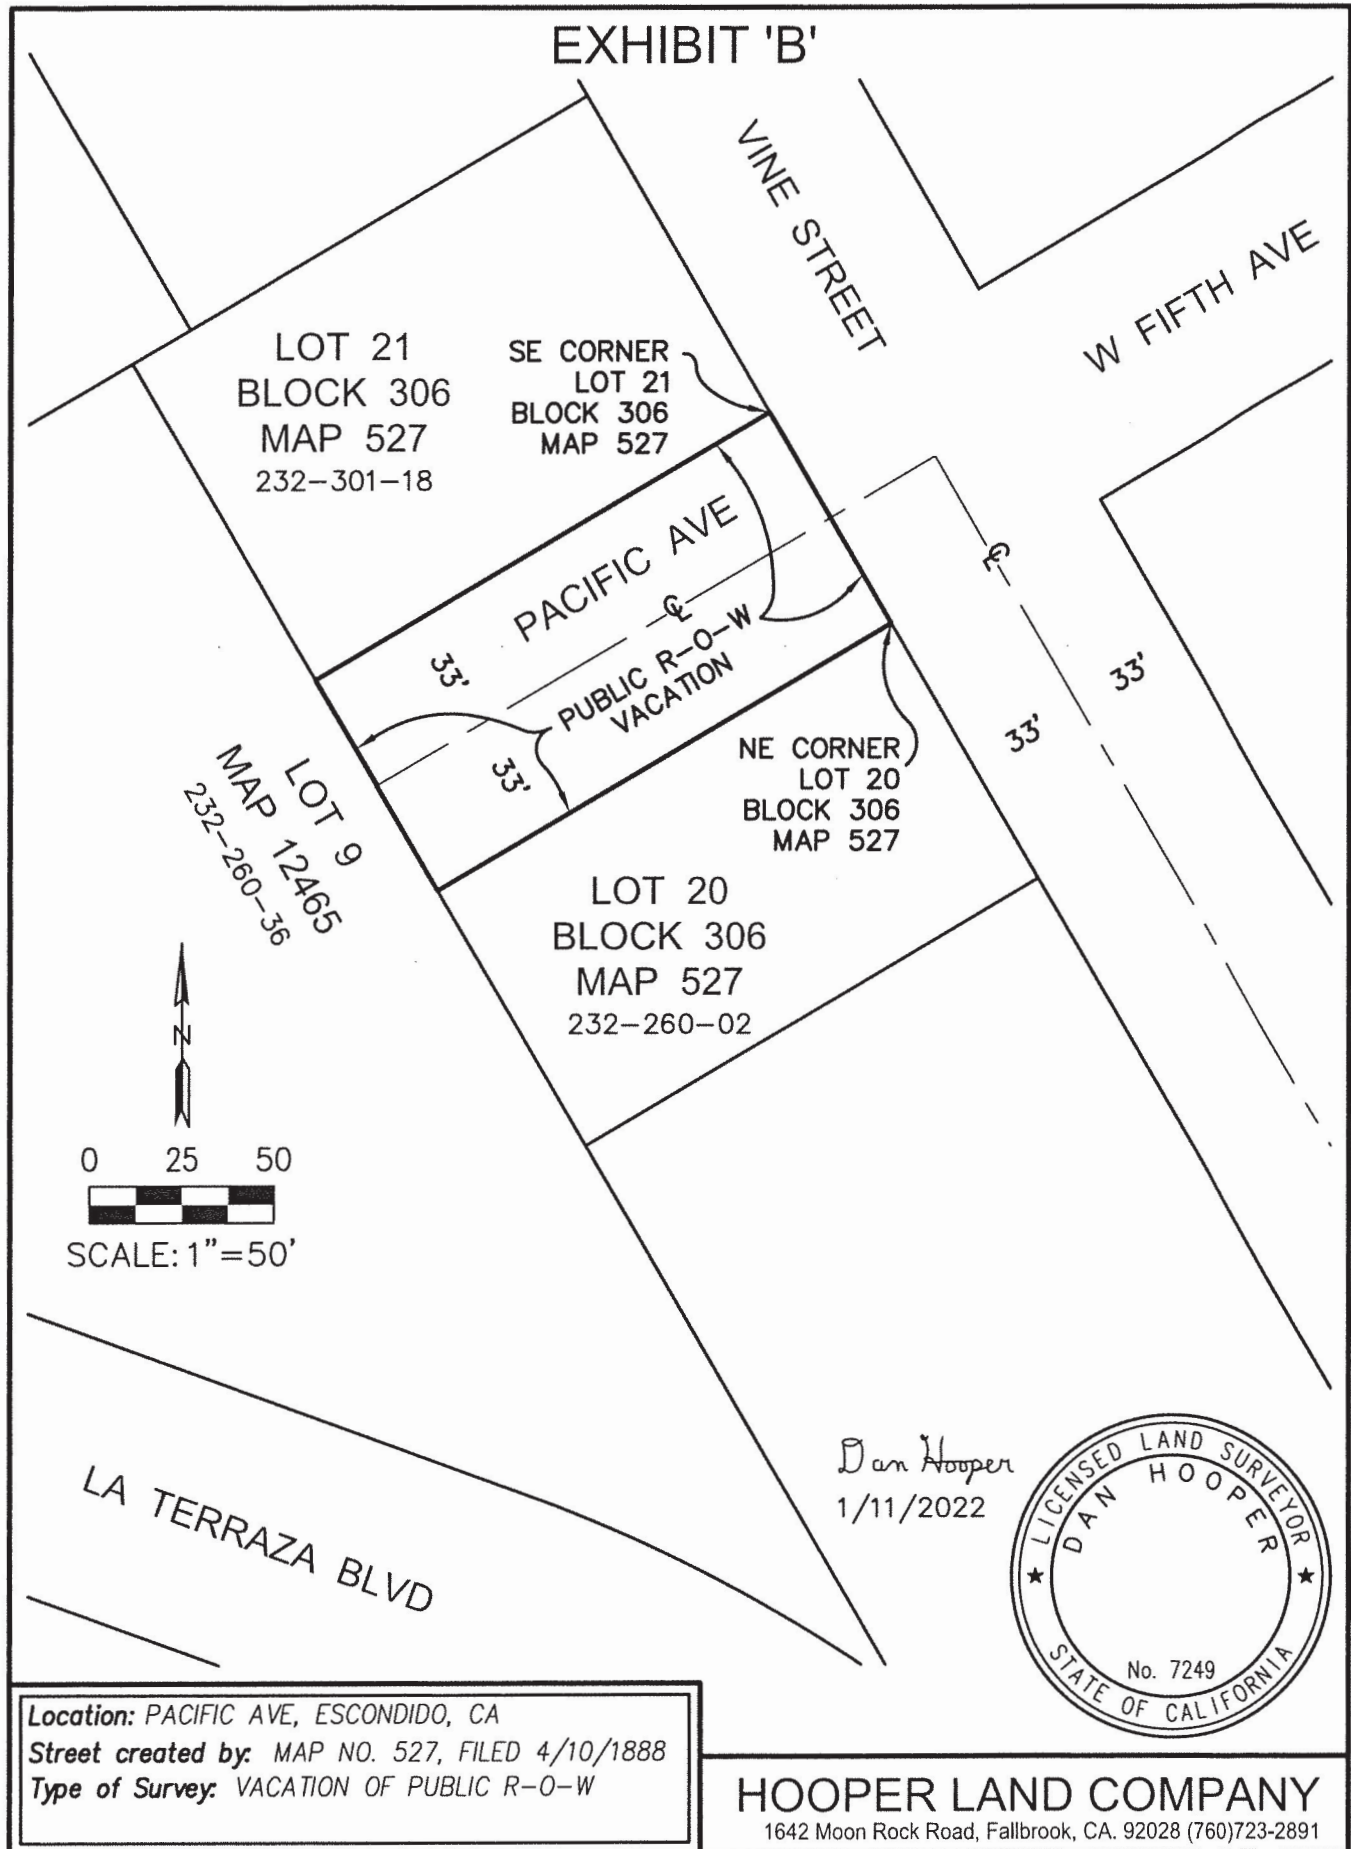 EXHIBIT 'B'
VINE STREET
W FIFTH AVE
LOT 21
BLOCK 306
MAP 527
232-301-18
SE CORNER
LOT 21
BLOCK 306
MAP 527
PACIFIC AVE
℄
℄
33'
PUBLIC R-O-W
VACATION
33'
33'
33'
NE CORNER
LOT 20
BLOCK 306
MAP 527
LOT 9
MAP 12465
232-260-36
LOT 20
BLOCK 306
MAP 527
232-260-02
N
0 25 50
SCALE: 1"=50'
LA TERRAZA BLVD
Dan Hooper
1/11/2022
LICENSED LAND SURVEYOR
DAN HOOPER
No. 7249
STATE OF CALIFORNIA
Location: PACIFIC AVE, ESCONDIDO, CA
Street created by: MAP NO. 527, FILED 4/10/1888
Type of Survey: VACATION OF PUBLIC R-O-W
HOOPER LAND COMPANY
1642 Moon Rock Road, Fallbrook, CA. 92028 (760)723-2891